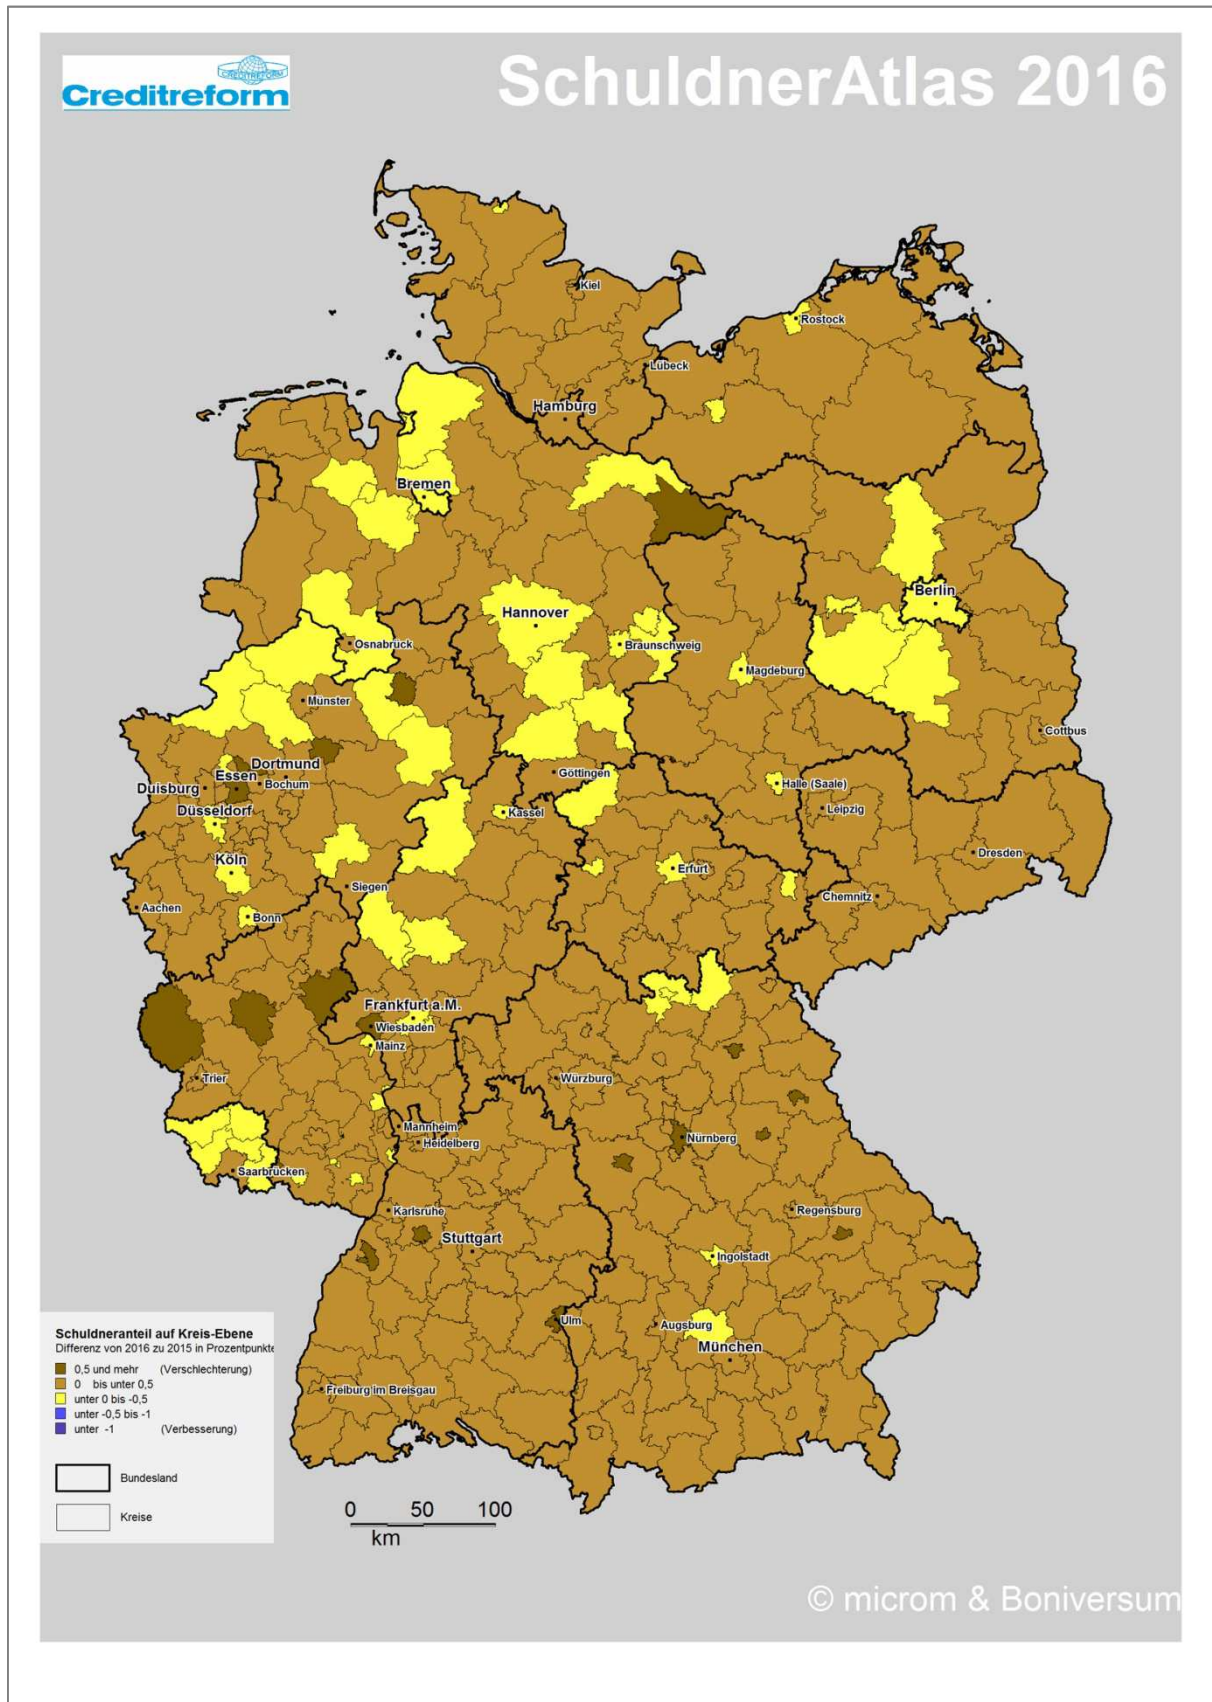 CREDITREFORM
Creditreform
SchuldnerAtlas 2016
Kiel
Rostock
Lübeck
Hamburg
Bremen
Berlin
Hannover
Osnabrück
Braunschweig
Magdeburg
Münster
Cottbus
Göttingen
Dortmund
Essen
Bochum
Duisburg
Halle (Saale)
Leipzig
Düsseldorf
Kassel
Dresden
Köln
Erfurt
Siegen
Chemnitz
Aachen
Bonn
Frankfurt a.M.
Wiesbaden
Mainz
Trier
Würzburg
Mannheim
Heidelberg
Nürnberg
Saarbrücken
Karlsruhe
Regensburg
Stuttgart
Ingolstadt
Ulm
Augsburg
München
Freiburg im Breisgau
Schuldneranteil auf Kreis-Ebene
Differenz von 2016 zu 2015 in Prozentpunkte
0,5 und mehr (Verschlechterung)
0 bis unter 0,5
unter 0 bis -0,5
unter -0,5 bis -1
unter -1 (Verbesserung)
Bundesland
Kreise
0 50 100
km
© microm & Boniversum